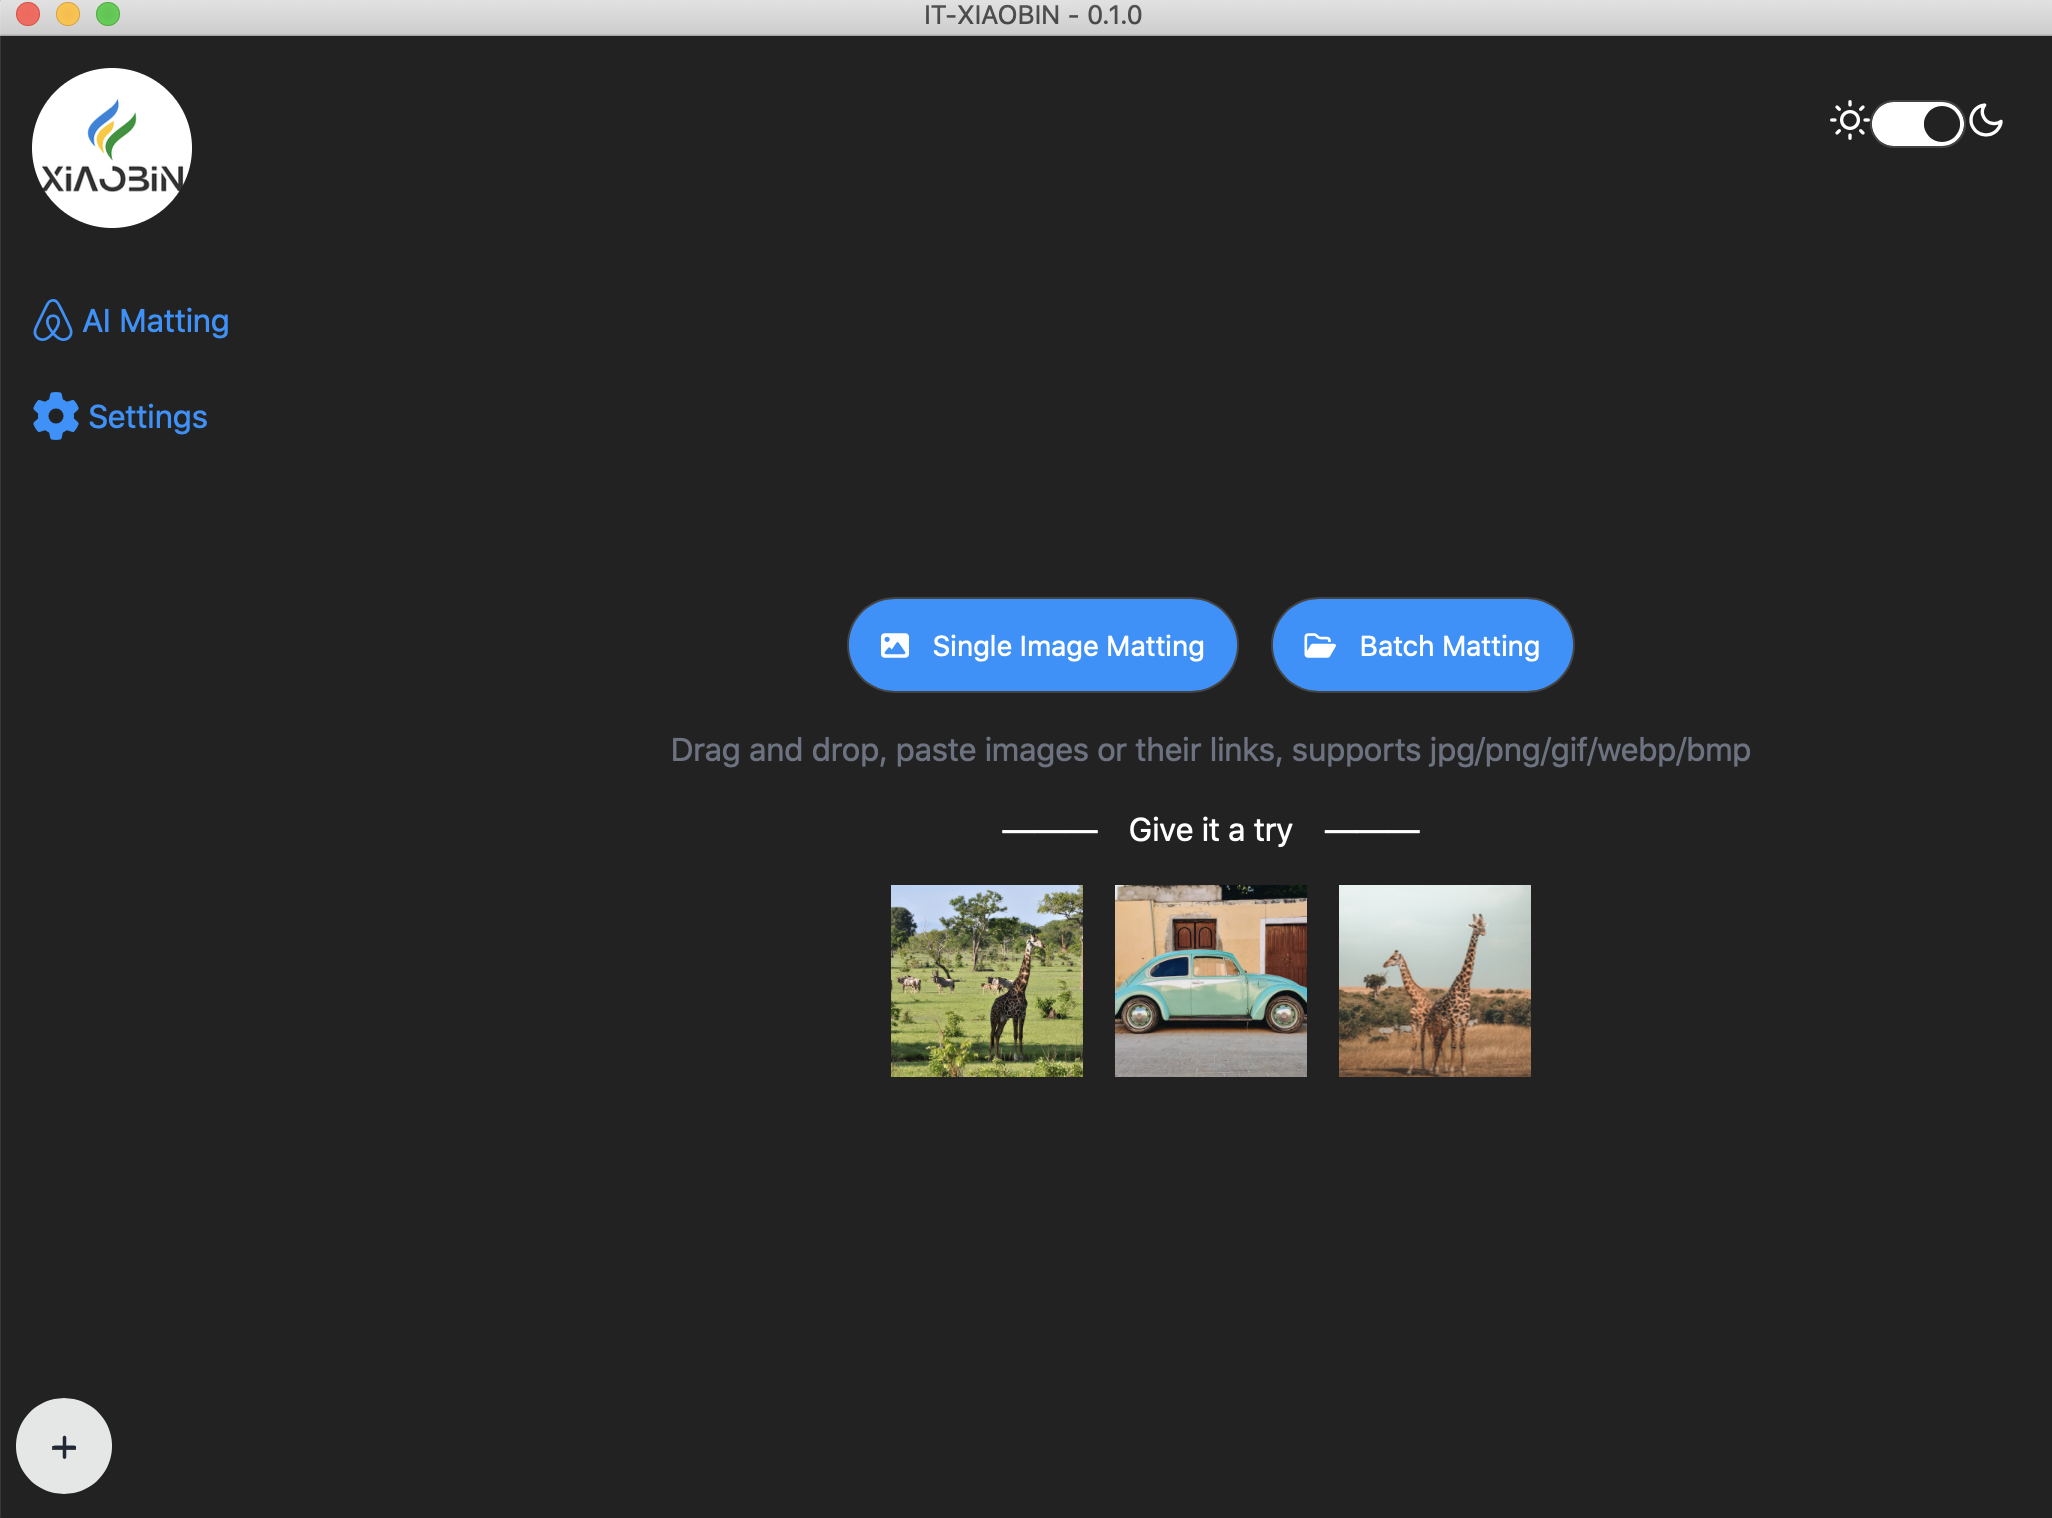 IT-XIAOBIN - 0.1.0
XiAOBiN
AI Matting
Settings
Single Image Matting
Batch Matting
Drag and drop, paste images or their links, supports jpg/png/gif/webp/bmp
Give it a try
+